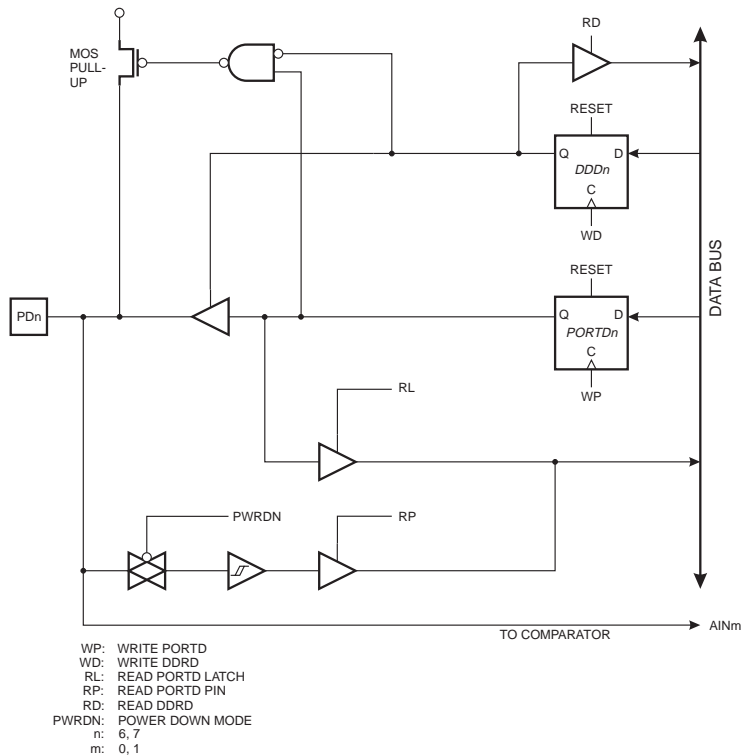 RD
MOS
PULL-
UP
RESET
Q D
DDDn
C
WD
DATA BUS
RESET
PDn
Q D
PORTDn
C
WP
RL
PWRDN
RP
TO COMPARATOR
AINm
WP: WRITE PORTD
WD: WRITE DDRD
RL: READ PORTD LATCH
RP: READ PORTD PIN
RD: READ DDRD
PWRDN: POWER DOWN MODE
n: 6, 7
m: 0, 1